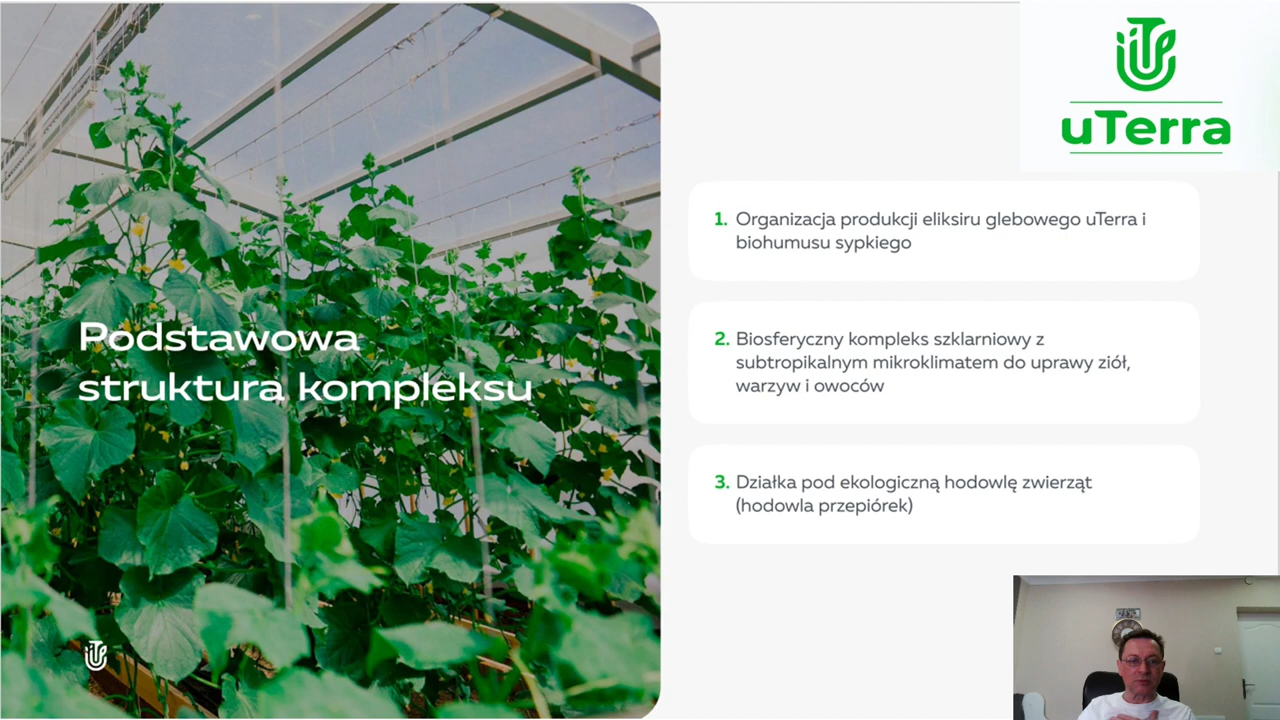 uTerra
Podstawowa
struktura kompleksu
1. Organizacja produkcji eliksiru glebowego uTerra i
biohumusu sypkiego
2. Biosferyczny kompleks szklarniowy z
subtropikalnym mikroklimatem do uprawy ziół,
warzyw i owoców
3. Działka pod ekologiczną hodowlę zwierząt
(hodowla przepiórek)